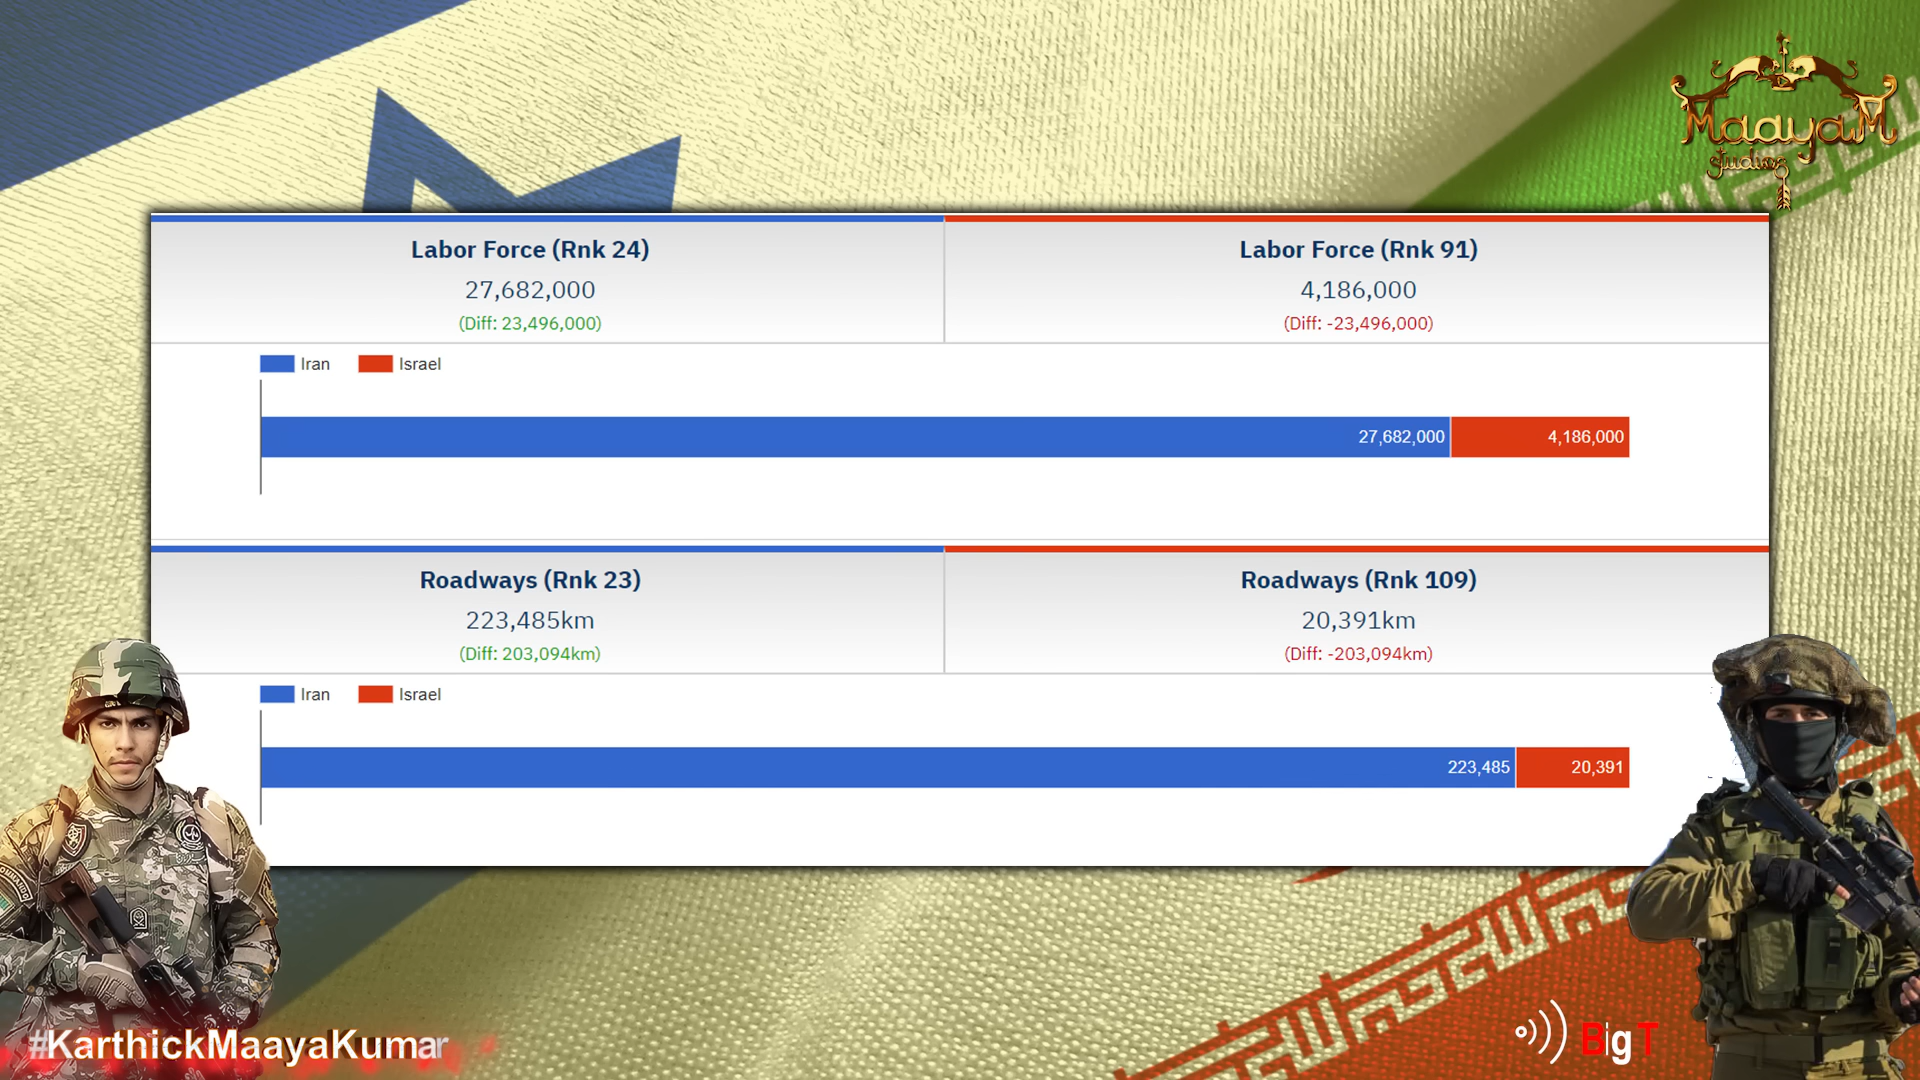 Maayam
studios
Labor Force (Rnk 24)
27,682,000
(Diff: 23,496,000)
Labor Force (Rnk 91)
4,186,000
(Diff: -23,496,000)
Iran
Israel
27,682,000
4,186,000
Roadways (Rnk 23)
223,485km
(Diff: 203,094km)
Roadways (Rnk 109)
20,391km
(Diff: -203,094km)
Iran
Israel
223,485
20,391
#KarthickMaayaKumar
BigT